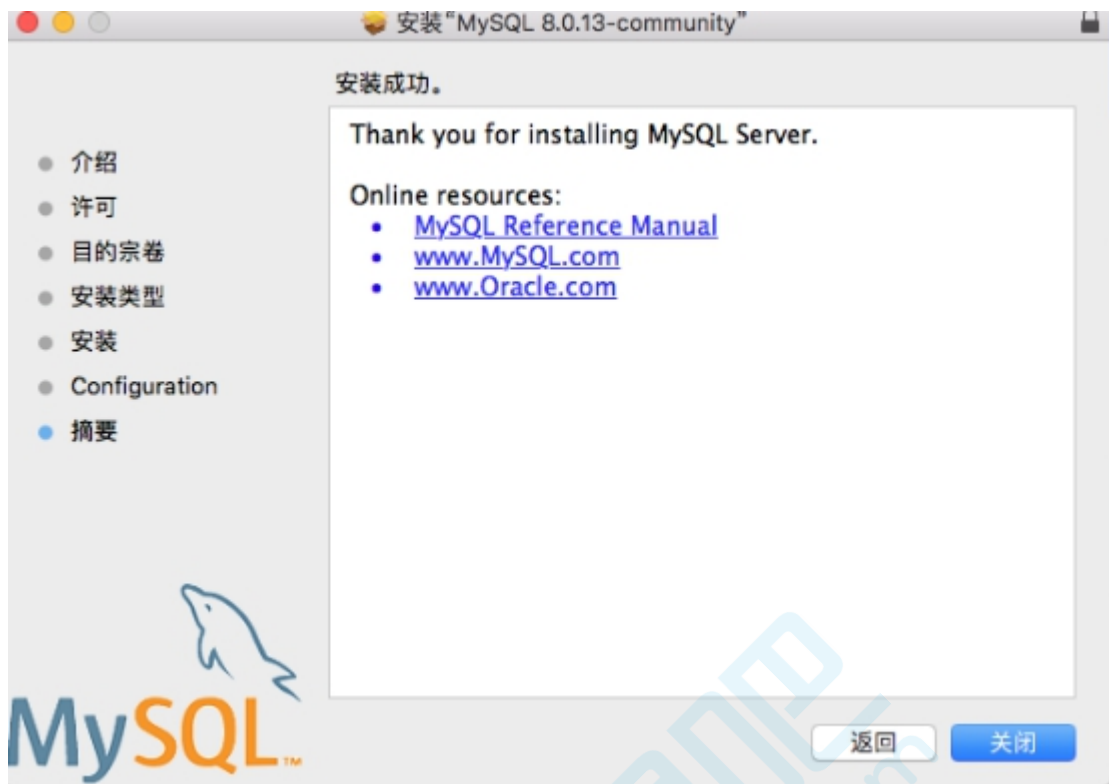 安装"MySQL 8.0.13-community"
安装成功。
介绍
许可
目的宗卷
安装类型
安装
Configuration
摘要
Thank you for installing MySQL Server.
Online resources:
• MySQL Reference Manual
• www.MySQL.com
• www.Oracle.com
MySQL™
返回
关闭